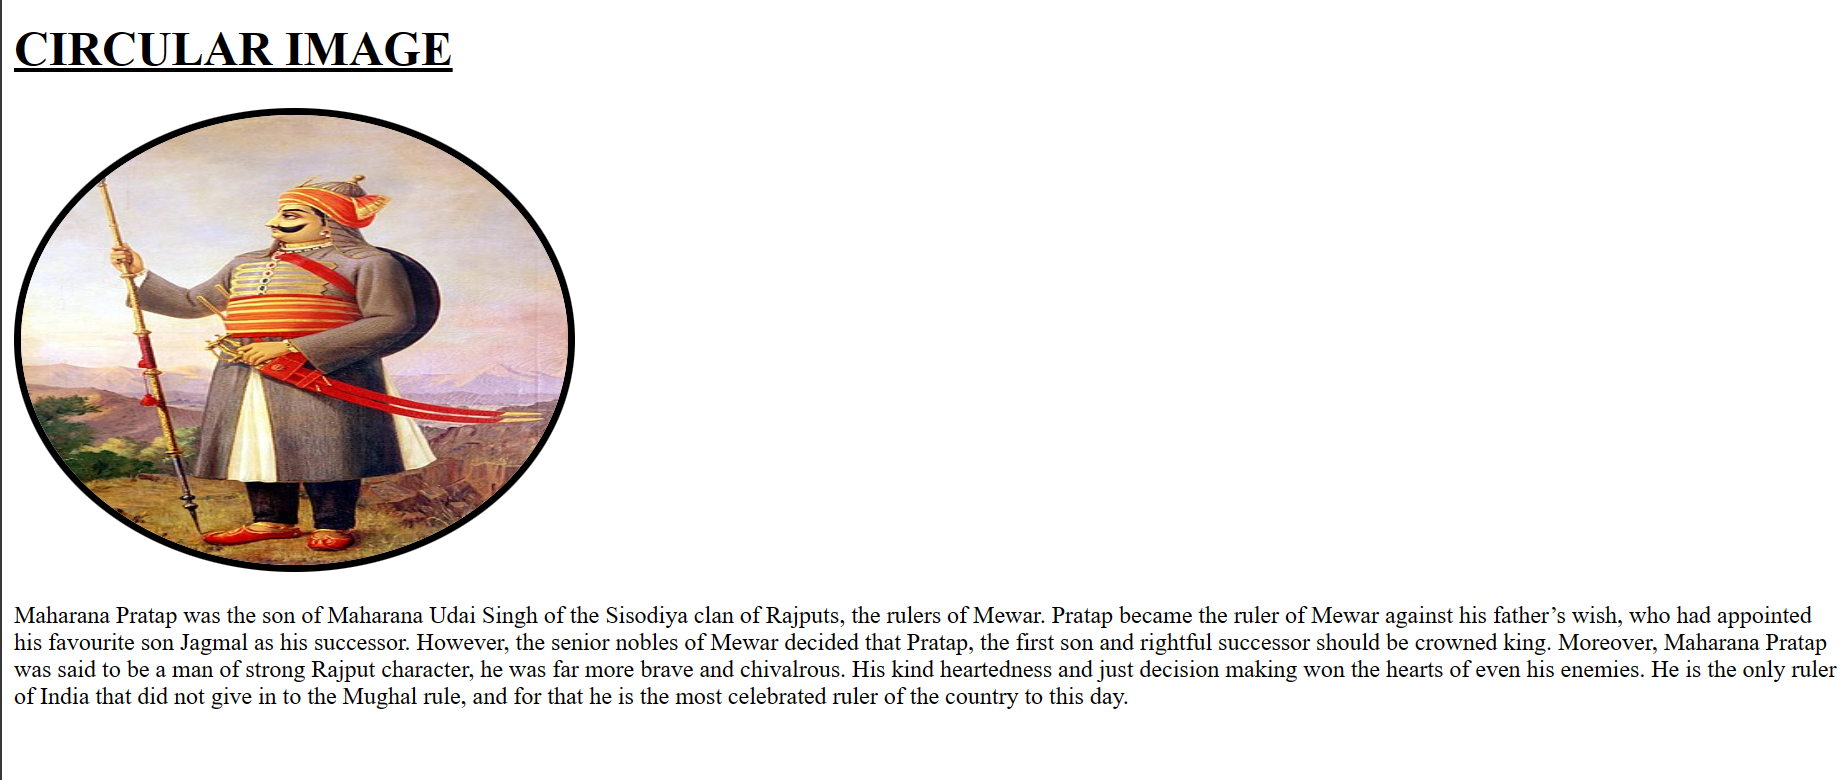 CIRCULAR IMAGE
Maharana Pratap was the son of Maharana Udai Singh of the Sisodiya clan of Rajputs, the rulers of Mewar. Pratap became the ruler of Mewar against his father’s wish, who had appointed
his favourite son Jagmal as his successor. However, the senior nobles of Mewar decided that Pratap, the first son and rightful successor should be crowned king. Moreover, Maharana Pratap
was said to be a man of strong Rajput character, he was far more brave and chivalrous. His kind heartedness and just decision making won the hearts of even his enemies. He is the only ruler
of India that did not give in to the Mughal rule, and for that he is the most celebrated ruler of the country to this day.